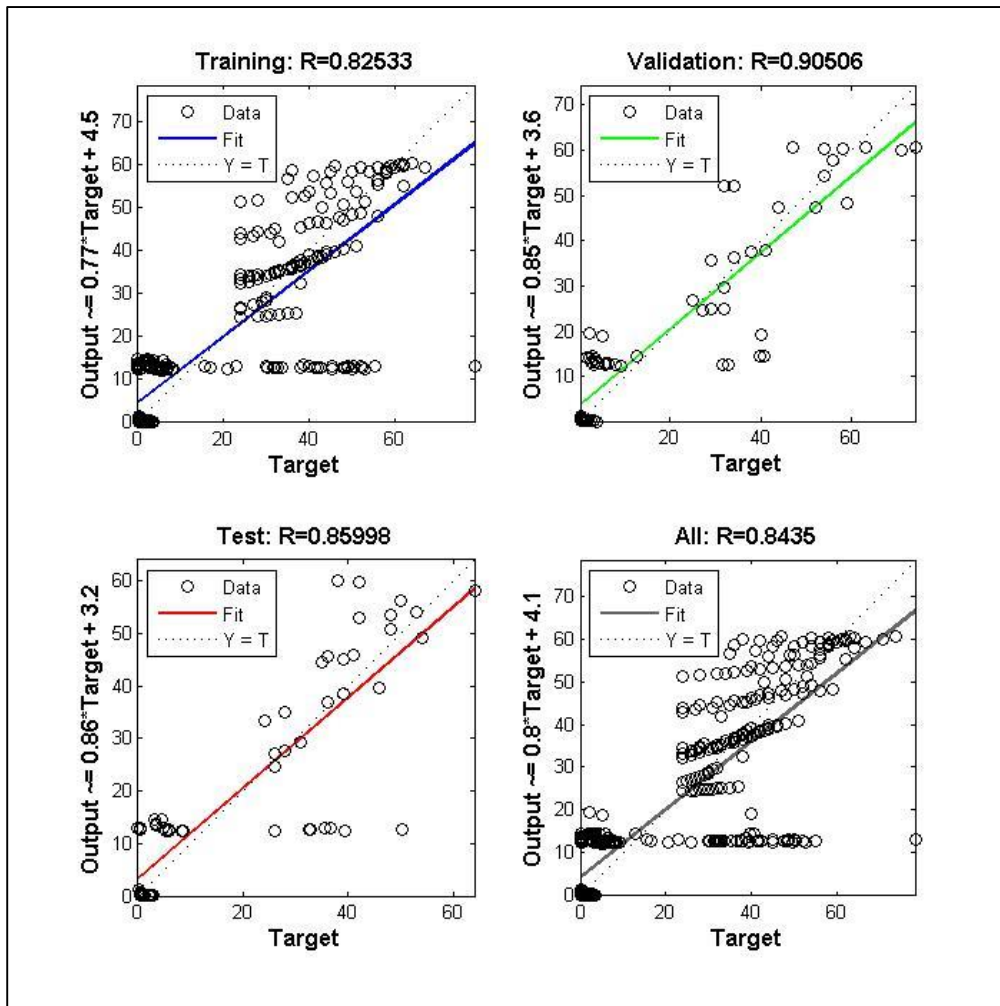 Training: R=0.82533
Output ~= 0.77*Target + 4.5
Data
Fit
Y = T
70
60
50
40
30
20
10
0
0 20 40 60
Target
Validation: R=0.90506
Output ~= 0.85*Target + 3.6
Data
Fit
Y = T
70
60
50
40
30
20
10
0
20 40 60
Target
Test: R=0.85998
Output ~= 0.86*Target + 3.2
Data
Fit
Y = T
60
50
40
30
20
10
0
0 20 40 60
Target
All: R=0.8435
Output ~= 0.8*Target + 4.1
Data
Fit
Y = T
70
60
50
40
30
20
10
0
0 20 40 60
Target